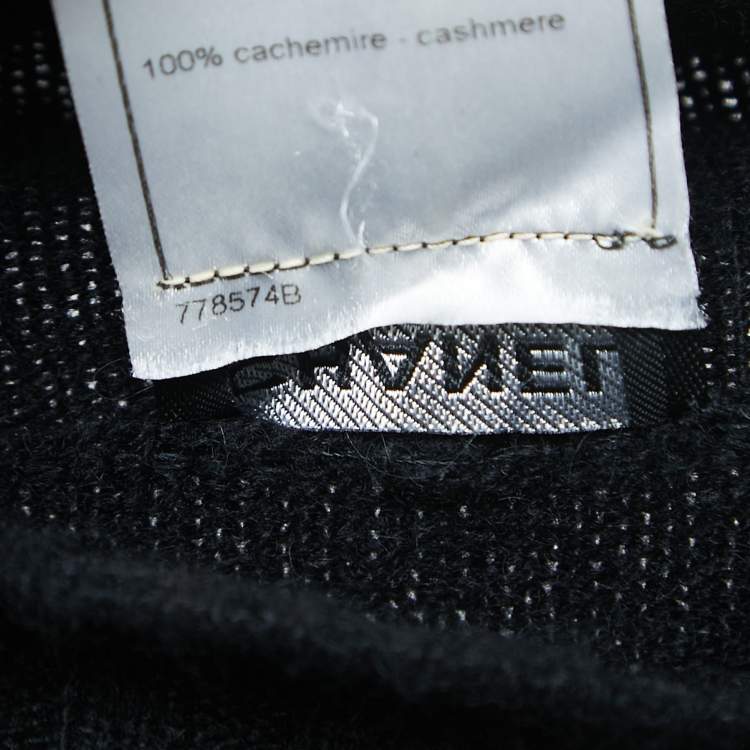 100% cachemire - cashmere
778574B
CHANEL